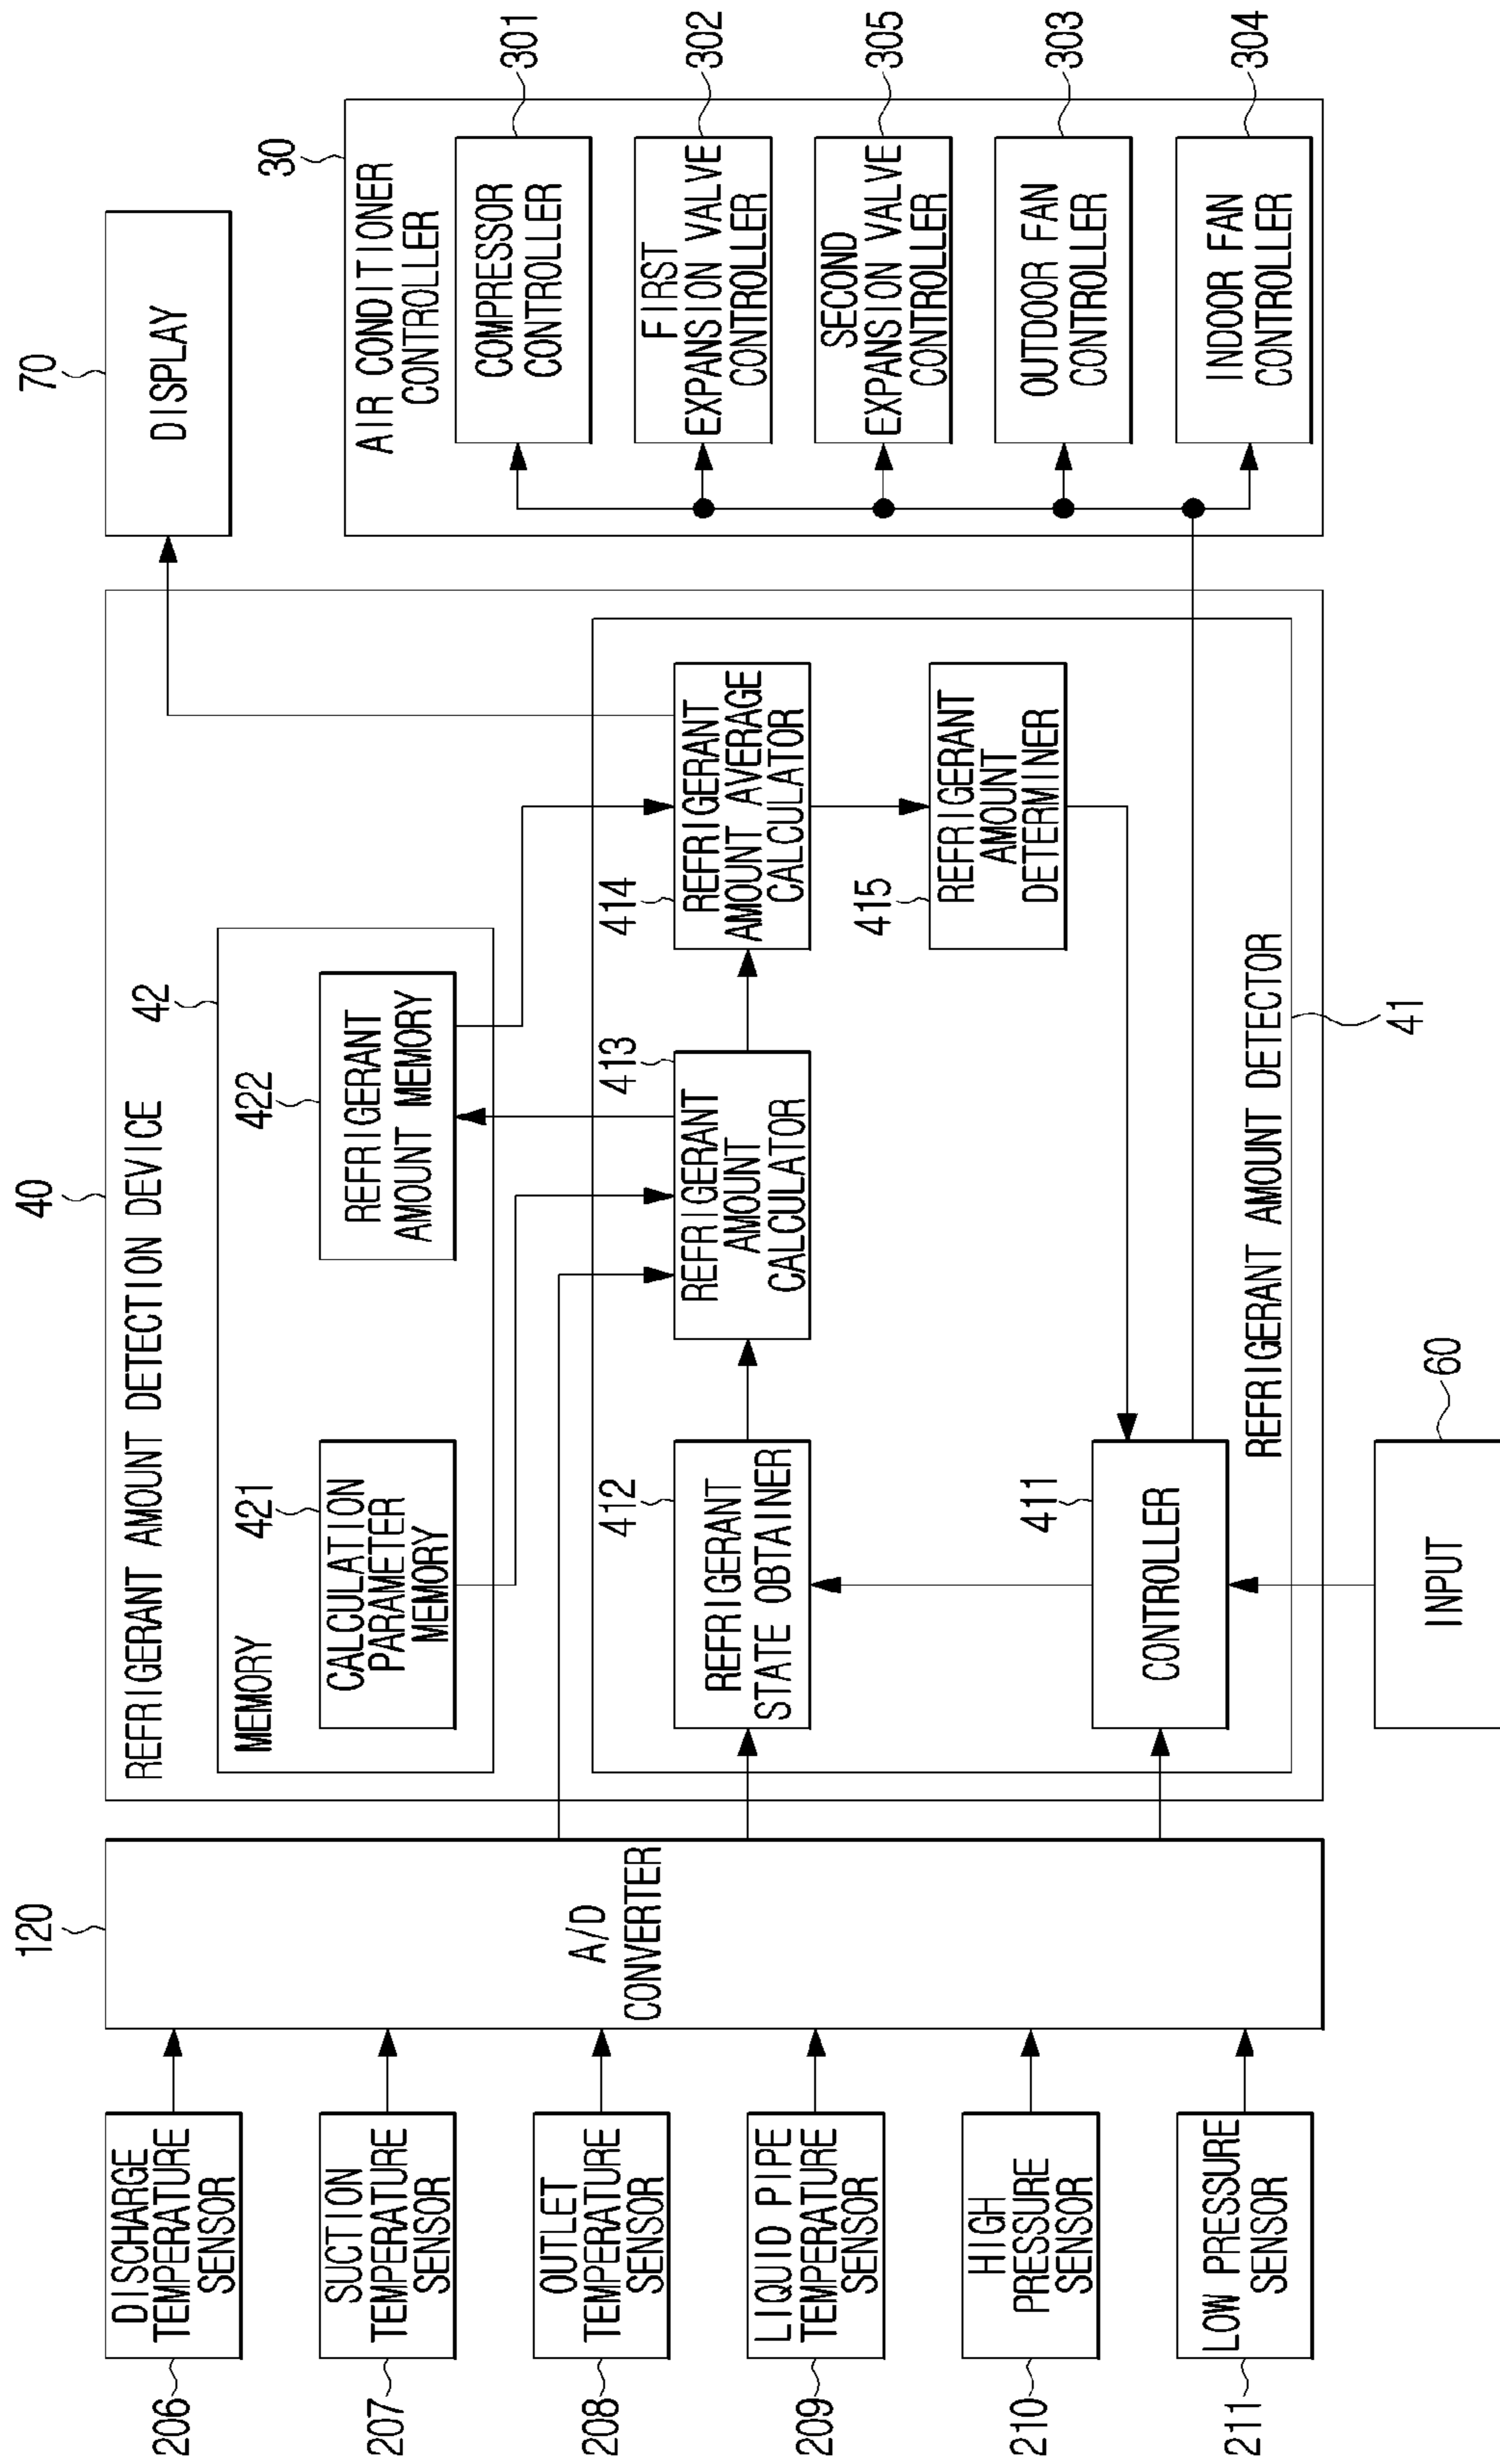 206
DISCHARGE
TEMPERATURE
SENSOR
207
SUCTION
TEMPERATURE
SENSOR
208
OUTLET
TEMPERATURE
SENSOR
209
LIQUID PIPE
TEMPERATURE
SENSOR
210
HIGH
PRESSURE
SENSOR
211
LOW PRESSURE
SENSOR
120
A/D
CONVERTER
40
REFRIGERANT AMOUNT DETECTION DEVICE
42
MEMORY
421
CALCULATION
PARAMETER
MEMORY
422
REFRIGERANT
AMOUNT MEMORY
412
REFRIGERANT
STATE OBTAINER
413
REFRIGERANT
AMOUNT
CALCULATOR
414
REFRIGERANT
AMOUNT AVERAGE
CALCULATOR
415
REFRIGERANT
AMOUNT
DETERMINER
411
CONTROLLER
REFRIGERANT AMOUNT DETECTOR
41
60
INPUT
70
DISPLAY
30
AIR CONDITIONER
CONTROLLER
COMPRESSOR
CONTROLLER
301
FIRST
EXPANSION VALVE
CONTROLLER
302
SECOND
EXPANSION VALVE
CONTROLLER
305
OUTDOOR FAN
CONTROLLER
303
INDOOR FAN
CONTROLLER
304